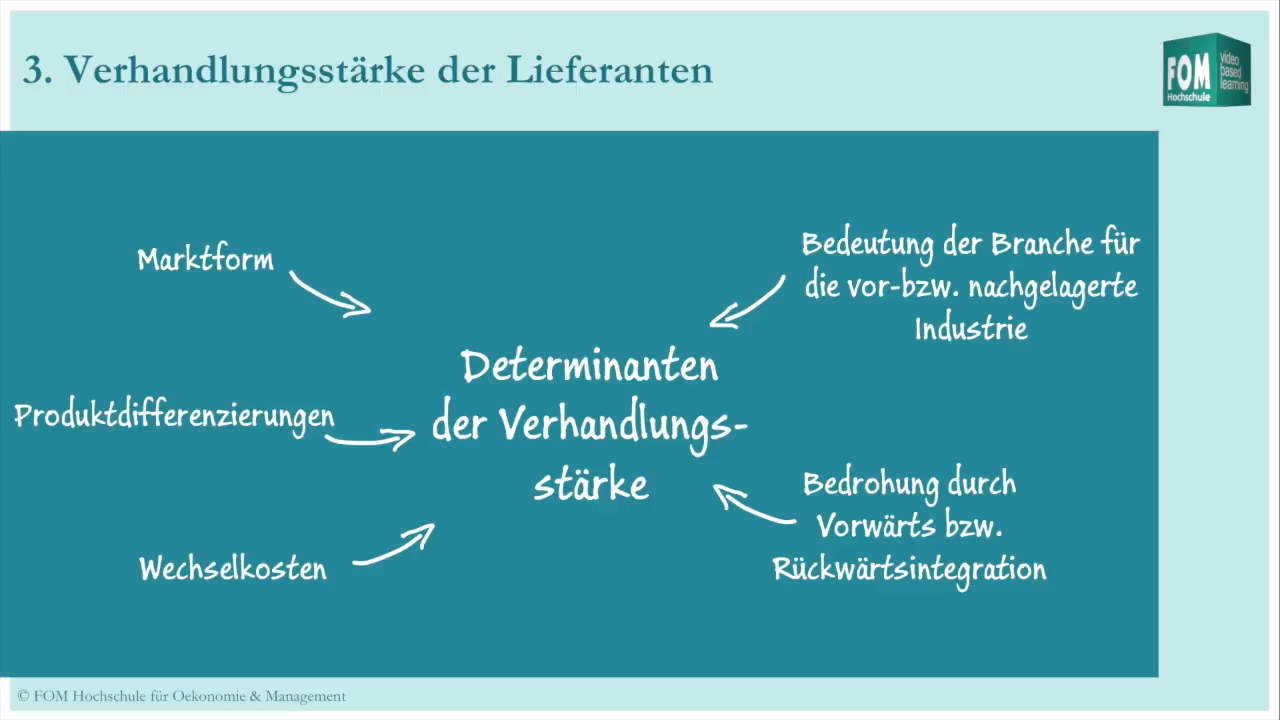 3. Verhandlungsstärke der Lieferanten
FOM
Hochschule
video
based
learning
Marktform
Bedeutung der Branche für
die vor-bzw. nachgelagerte
Industrie
Determinanten
der Verhandlungs-
stärke
Produktdifferenzierungen
Bedrohung durch
Vorwärts bzw.
Rückwärtsintegration
Wechselkosten
© FOM Hochschule für Oekonomie & Management